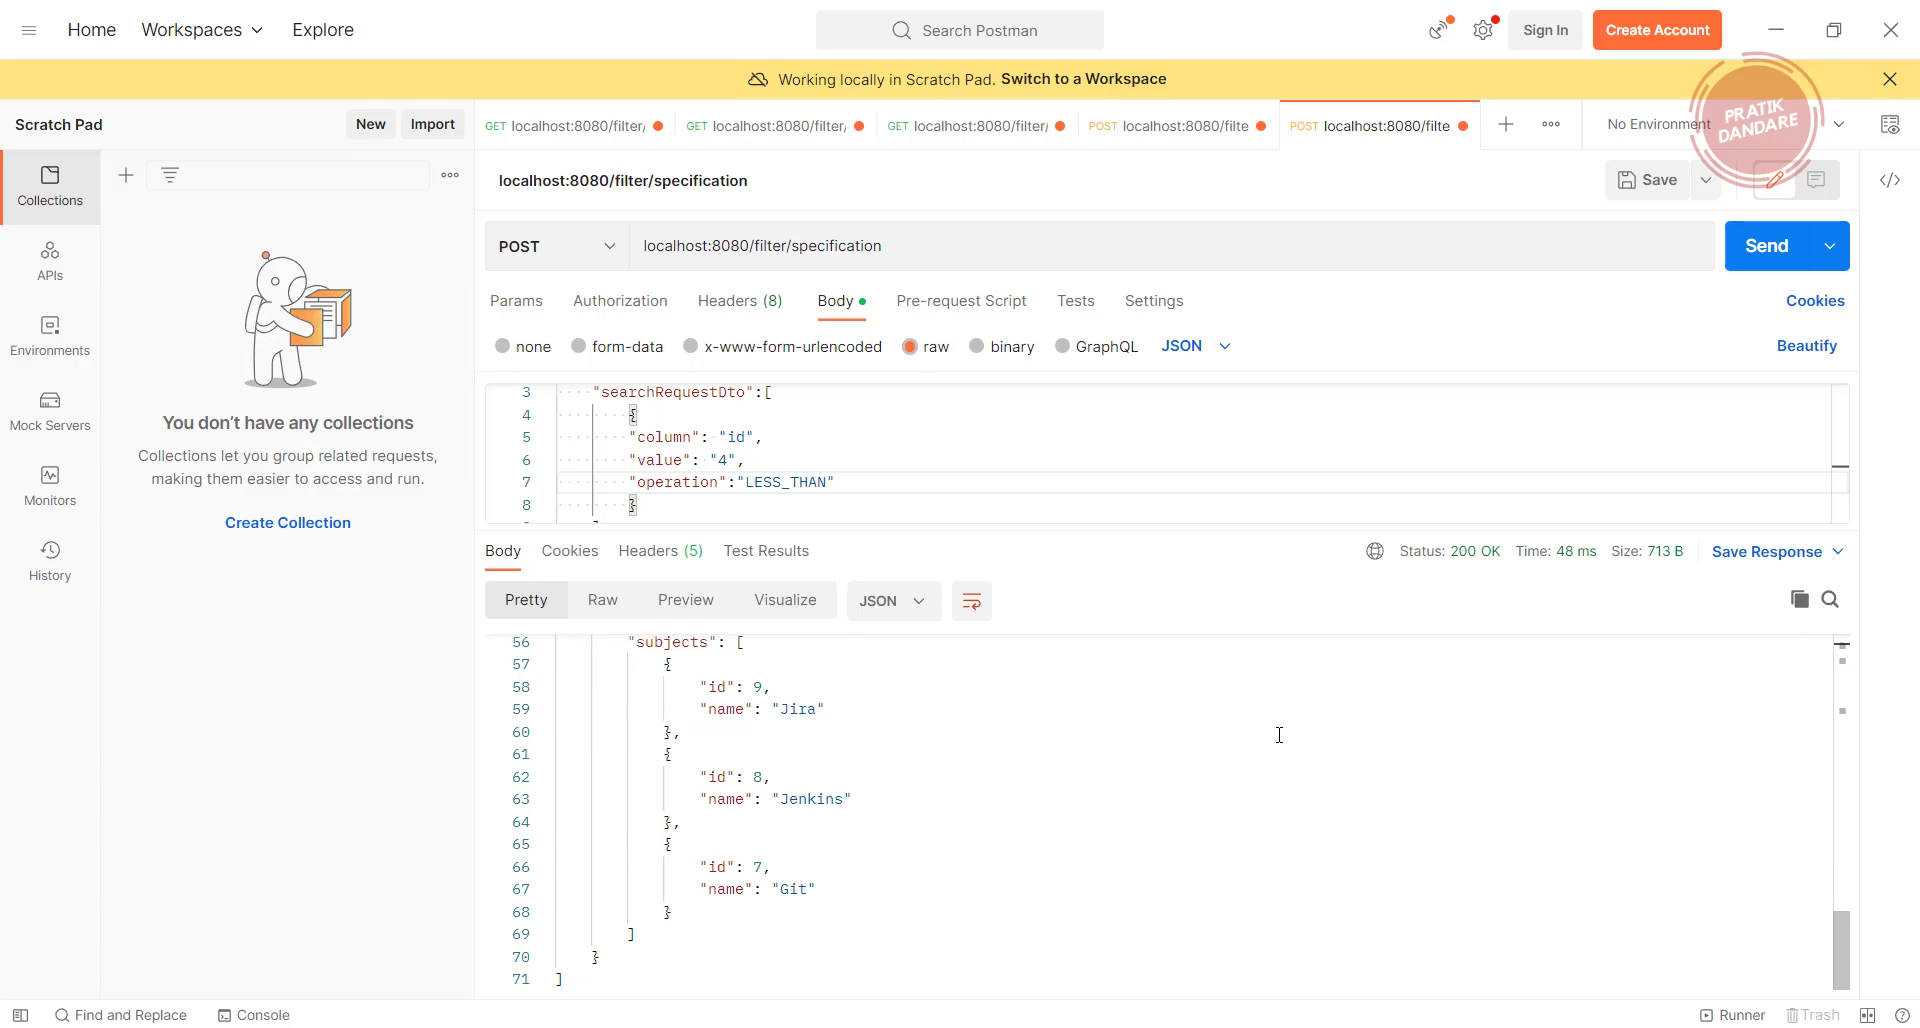 Home Workspaces Explore Search Postman Sign In Create Account
Working locally in Scratch Pad. Switch to a Workspace
Scratch Pad New Import GET localhost:8080/filter/ GET localhost:8080/filter/ GET localhost:8080/filter/ POST localhost:8080/filte POST localhost:8080/filte No Environment
PRATIK
DANDARE
Collections
APIs
Environments
Mock Servers
Monitors
History
You don’t have any collections
Collections let you group related requests,
making them easier to access and run.
Create Collection
localhost:8080/filter/specification Save
POST localhost:8080/filter/specification Send
Params Authorization Headers (8) Body Pre-request Script Tests Settings Cookies
none form-data x-www-form-urlencoded raw binary GraphQL JSON Beautify
3 "searchRequestDto":[
4 {
5 "column": "id",
6 "value": "4",
7 "operation":"LESS_THAN"
8 }
Body Cookies Headers (5) Test Results Status: 200 OK Time: 48 ms Size: 713 B Save Response
Pretty Raw Preview Visualize JSON
56 "subjects": [
57 {
58 "id": 9,
59 "name": "Jira"
60 },
61 {
62 "id": 8,
63 "name": "Jenkins"
64 },
65 {
66 "id": 7,
67 "name": "Git"
68 }
69 ]
70 }
71 ]
Find and Replace Console Runner Trash